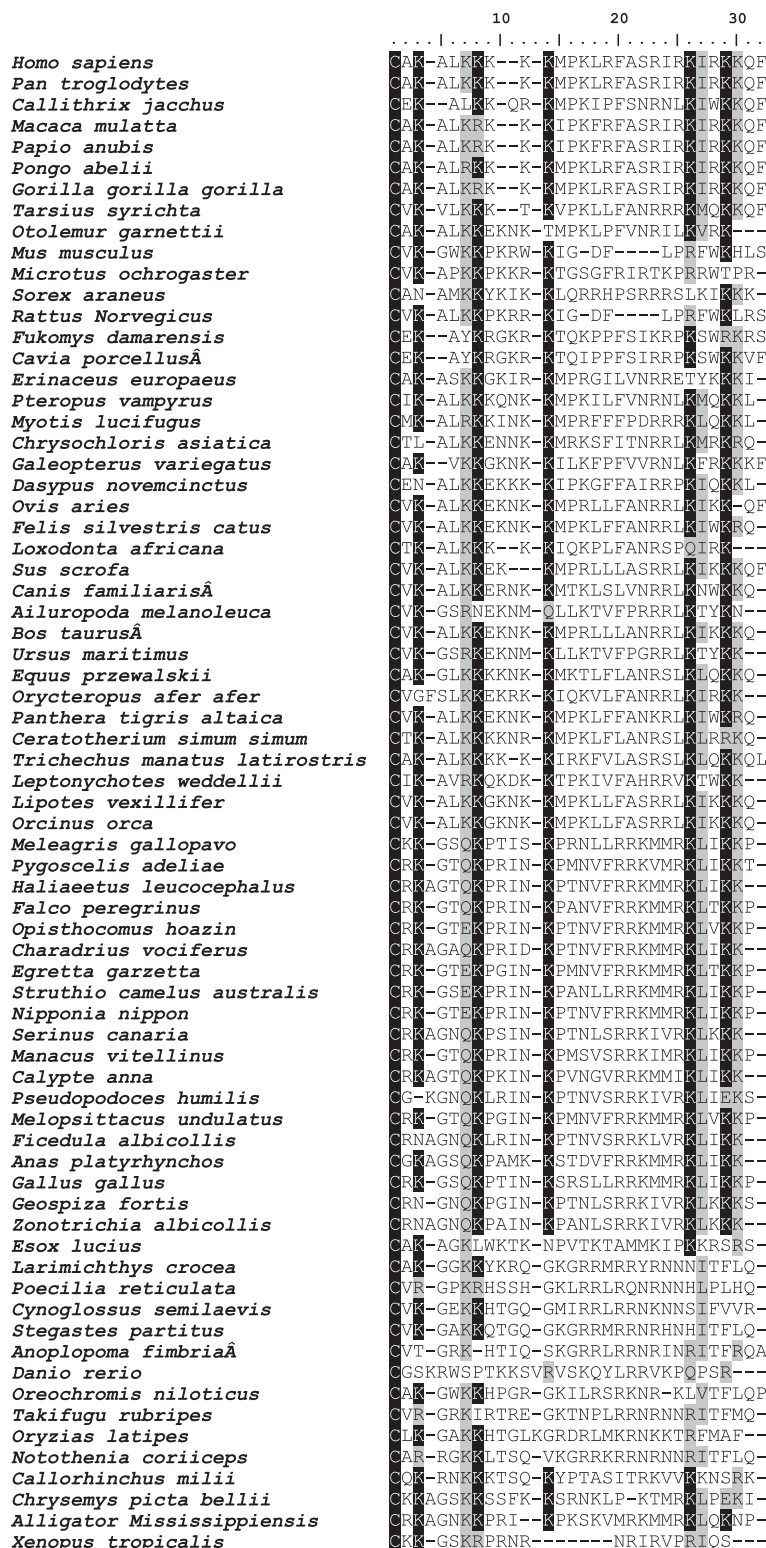 10 20 30
Homo sapiens CAK-ALKKK--K-KMPKLRFASRIRKIRKKQF
Pan troglodytes CAK-ALKKK--K-KMPKLRFASRIRKIRKKQF
Callithrix jacchus CEK--ALKK-QR-KMPKIPFSNRNLKIWKKQF
Macaca mulatta CAK-ALKRK--K-KIPKFRFASRIRKIRKKQF
Papio anubis CAK-ALKRK--K-KIPKFRFASRIRKIRKKQF
Pongo abelii CAK-ALRKK--K-KMPKLRFASRIRKIRKKQF
Gorilla gorilla gorilla CAK-ALKRK--K-KMPKLRFASRIRKIRKKQF
Tarsius syrichta CVK-VLKKK--T-KVPKLLFANRRRKMQKKQF
Otolemur garnettii CAK-ALKKEKNK-TMPKLPFVNRILKVRK---
Mus musculus CVK-GWKKPKRW-KIG-DF----LPRFWKHLS
Microtus ochrogaster CVK-APKKPKKR-KTGSGFRIRTKPRRWTPR-
Sorex araneus CAN-AMKKYKIK-KLQRRHPSRRRSLKIKKK-
Rattus Norvegicus CVK-ALKKPKRR-KIG-DF----LPRFWKLRS
Fukomys damarensis CEK--AYKRGKR-KTQKPPFSIKRPKSWRKRS
Cavia porcellusÂ CEK--AYKRGKR-KTQIPPFSIRRPKSWKKVF
Erinaceus europaeus CAK-ASKKGKIR-KMPRGILVNRRETYKKKI-
Pteropus vampyrus CIK-ALKKKQNK-KMPKILFVNRNLKMQKKL-
Myotis lucifugus CMK-ALRKKINK-KMPRFFFPDRRRKLQKKL-
Chrysochloris asiatica CTL-ALKKENNK-KMRKSFITNRRLKMRKRQ-
Galeopterus variegatus CAK--VKKGKNK-KILKFPFVVRNLKFRKKKF
Dasypus novemcinctus CEN-ALKKEKKK-KIPKGFFAIRRPKIQKKL-
Ovis aries CVK-ALKKEKNK-KMPRLLFANRRLKIKK-QF
Felis silvestris catus CVK-ALKKEKNK-KMPKLFFANRRLKIWKRQ-
Loxodonta africana CTK-ALKKK--K-KIQKPLFANRSPQIRK---
Sus scrofa CVK-ALKKEK---KMPRLLLASRRLKIKKKQF
Canis familiarisÂ CAK-ALKKERNK-KMTKLSLVNRRLKNWKKQ-
Ailuropoda melanoleuca CVK-GSRNEKNM-QLLKTVFPRRRLKTYKN--
Bos taurusÂ CVK-ALKKEKNK-KMPRLLLANRRLKIKKKQ-
Ursus maritimus CVK-GSRKEKNM-KLLKTVFPGRRLKTYKK--
Equus przewalskii CAK-GLKKKKNK-KMKTLFLANRSLKLQKKQ-
Orycteropus afer afer CVGFSLKKEKRK-KIQKVLFANRRLKIRKK--
Panthera tigris altaica CVK-ALKKEKNK-KMPKLFFANKRLKIWKRQ-
Ceratotherium simum simum CTK-ALKKKKNR-KMPKLFLANRSLKLRRKQ-
Trichechus manatus latirostris CAK-ALKKKK-K-KIRKFVLASRSLKLQKKQL
Leptonychotes weddellii CIK-AVRKQKDK-KTPKIVFAHRRVKTWKK--
Lipotes vexillifer CVK-ALKKGKNK-KMPKLLFASRRLKIKKKQ-
Orcinus orca CVK-ALKKGKNK-KMPKLLFASRRLKIKKKQ-
Meleagris gallopavo CKK-GSQKPTIS-KPRNLLRRKMMRKLIKKP-
Pygoscelis adeliae CRK-GTQKPRIN-KPMNVFRRKVMRKLIKKT-
Haliaeetus leucocephalus CRKAGTQKPRIN-KPTNVFRRKMMRKLIKK--
Falco peregrinus CRK-GTQKPRIN-KPANVFRRKMMRKLTKKP-
Opisthocomus hoazin CRK-GTEKPRIN-KPTNVFRRKMMRKLVKKP-
Charadrius vociferus CRKAGAQKPRID-KPTNVFRRKMMRKLIKK--
Egretta garzetta CRK-GTEKPGIN-KPMNVFRRKMMRKLTKKP-
Struthio camelus australis CRK-GSEKPRIN-KPANLLRRKMMRKLIKKP-
Nipponia nippon CRK-GTEKPRIN-KPTNVFRRKMMRKLIKKP-
Serinus canaria CRKAGNQKPSIN-KPTNLSRRKIVRKLKKK--
Manacus vitellinus CRK-GTQKPRIN-KPMSVSRRKIMRKLIKKP-
Calypte anna CRKAGTQKPKIN-KPVNGVRRKMMIKLIKK--
Pseudopodoces humilis CG-KGNQKLRIN-KPTNVSRRKIVRKLIEKS-
Melopsittacus undulatus CRK-GTQKPGIN-KPMNVFRRKMMRKLVKKP-
Ficedula albicollis CRNAGNQKLRIN-KPTNVSRRKLVRKLIKK--
Anas platyrhynchos CGKAGSQKPAMK-KSTDVFRRKMMRKLIKK--
Gallus gallus CRK-GSQKPTIN-KSRSLLRRKMMRKLIKKP-
Geospiza fortis CRN-GNQKPGIN-KPTNLSRRKIVRKLKKKS-
Zonotrichia albicollis CRNAGNQKPAIN-KPANLSRRKIVRKLKKK--
Esox lucius CAK-AGKLWKTK-NPVTKTAMMKIPKKRSRS-
Larimichthys crocea CAK-GGKKYKRQ-GKGRRMRRYRNNNITFLQ-
Poecilia reticulata CVR-GPKRHSSH-GKLRRLRQNRNNHLPLHQ-
Cynoglossus semilaevis CVK-GEKKHTGQ-GMIRRLRRNKNNSIFVVR-
Stegastes partitus CVK-GAKKQTGQ-GKGRRMRRNRHNHITFLQ-
Anoplopoma fimbriaÂ CVT-GRK-HTIQ-SKGRRLRRNRINRITFRQA
Danio rerio CGSKRWSPTKKSVRVSKQYLRRVKPQPSR---
Oreochromis niloticus CAK-GWKKHPGR-GKILRSRKNR-KLVTFLQP
Takifugu rubripes CVR-GRKIRTRE-GKTNPLRRNRNNRITFMQ-
Oryzias latipes CLK-GAKKHTGLKGRDRLMKRNKKTRFMAF--
Notothenia coriiceps CAR-RGKKLTSQ-VKGRRKRRNRNNRITFLQ-
Callorhinchus milii CQK-RNKKKTSQ-KYPTASITRKVVKKNSRK-
Chrysemys picta bellii CKKAGSKKSSFK-KSRNKLP-KTMRKLPEKI-
Alligator Mississippiensis CRKAGNKKPRI--KPKSKVMRKMMRKLQKNP-
Xenopus tropicalis CKK-GSKRPRNR------NRIRVPRIQS----